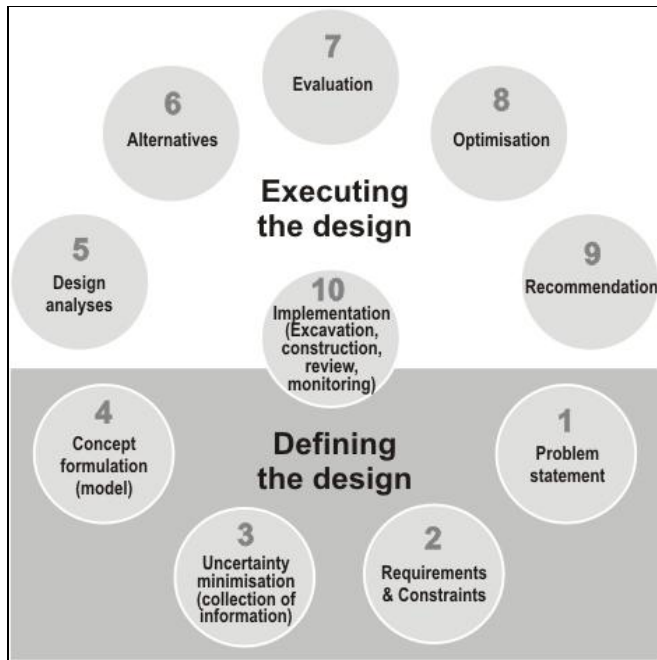 7
Evaluation
6
Alternatives
8
Optimisation
Executing
the design
5
Design
analyses
9
Recommendation
10
Implementation
(Excavation,
construction,
review,
monitoring)
4
Concept
formulation
(model)
Defining
the design
1
Problem
statement
3
Uncertainty
minimisation
(collection of
information)
2
Requirements
& Constraints